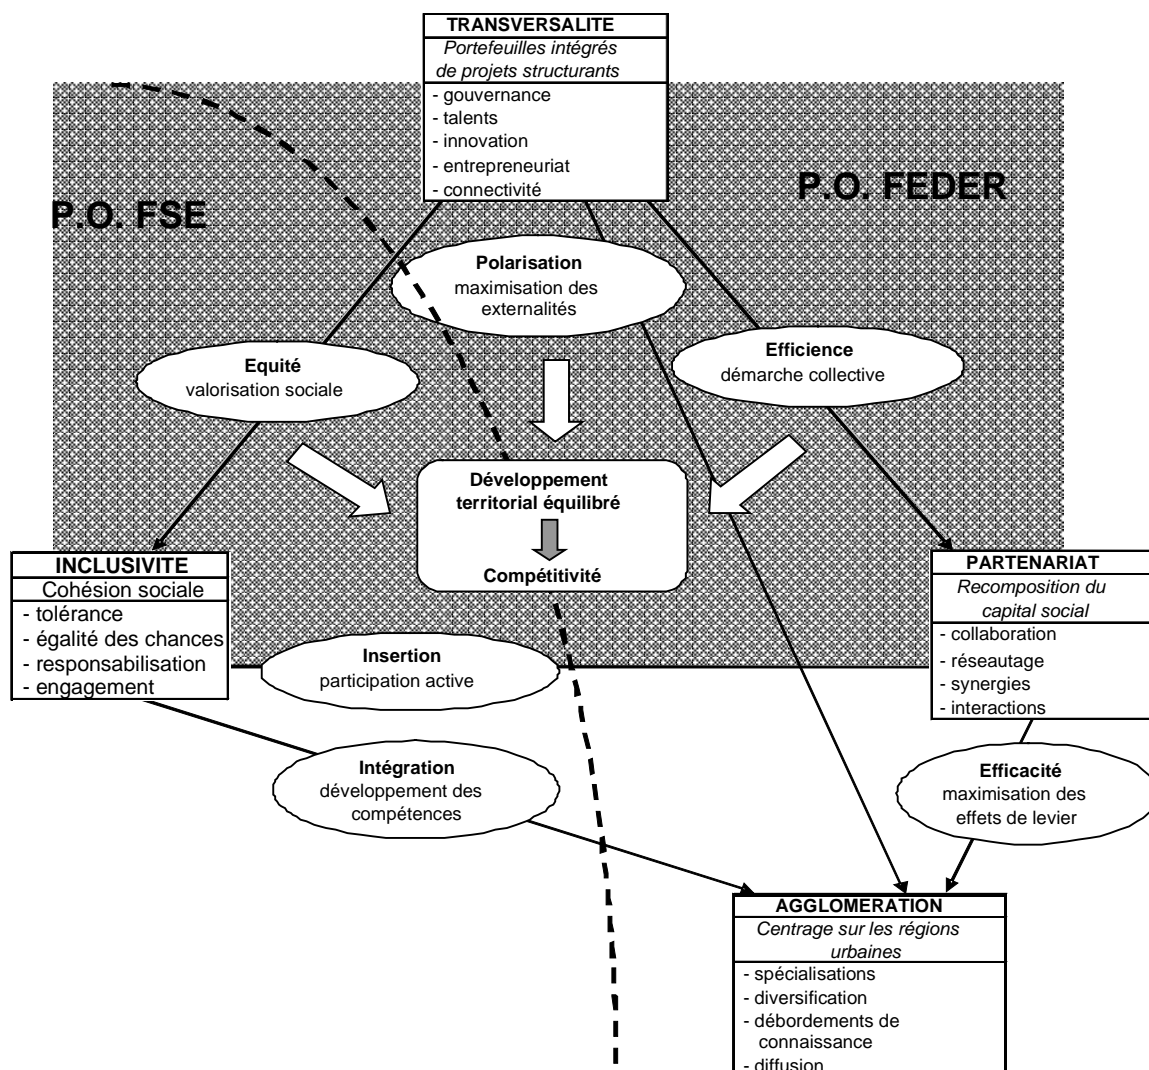 TRANSVERSALITE
Portefeuilles intégrés
de projets structurants
- gouvernance
- talents
- innovation
- entrepreneuriat
- connectivité
P.O. FEDER
P.O. FSE
Polarisation
maximisation des
externalités
Equité
valorisation sociale
Efficience
démarche collective
Développement
territorial équilibré
Compétitivité
INCLUSIVITE
Cohésion sociale
- tolérance
- égalité des chances
- responsabilisation
- engagement
PARTENARIAT
Recomposition du
capital social
- collaboration
- réseautage
- synergies
- interactions
Insertion
participation active
Intégration
développement des
compétences
Efficacité
maximisation des
effets de levier
AGGLOMERATION
Centrage sur les régions
urbaines
- spécialisations
- diversification
- débordements de
connaissance
- diffusion